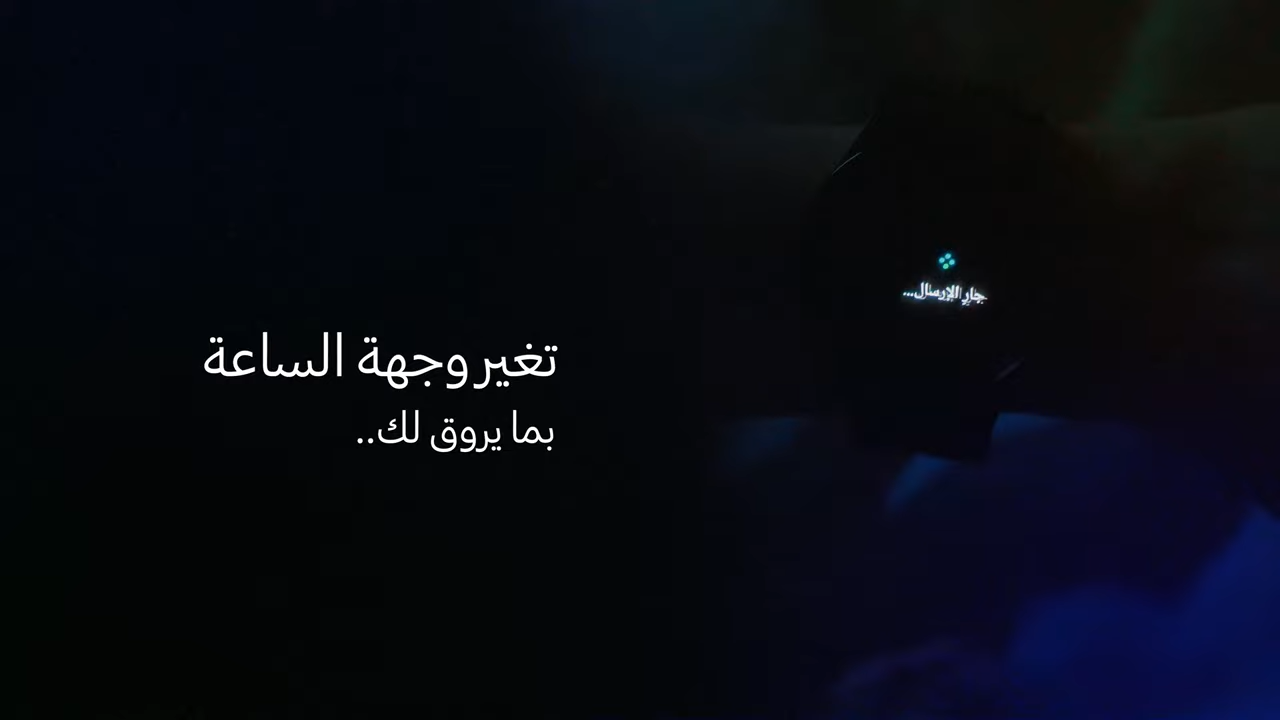 تغير وجهة الساعة
بما يروق لك..
جارٍ الإرسال...